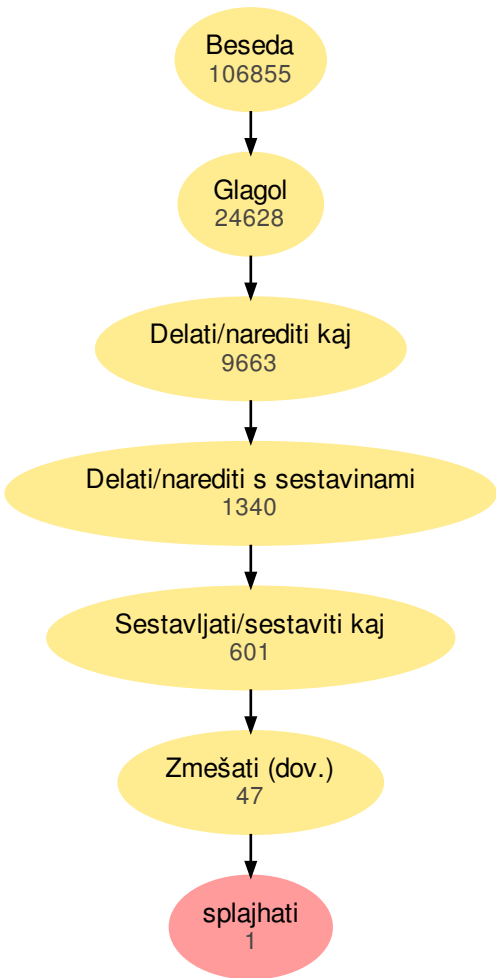 Beseda
106855
Glagol
24628
Delati/narediti kaj
9663
Delati/narediti s sestavinami
1340
Sestavljati/sestaviti kaj
601
Zmešati (dov.)
47
splajhati
1